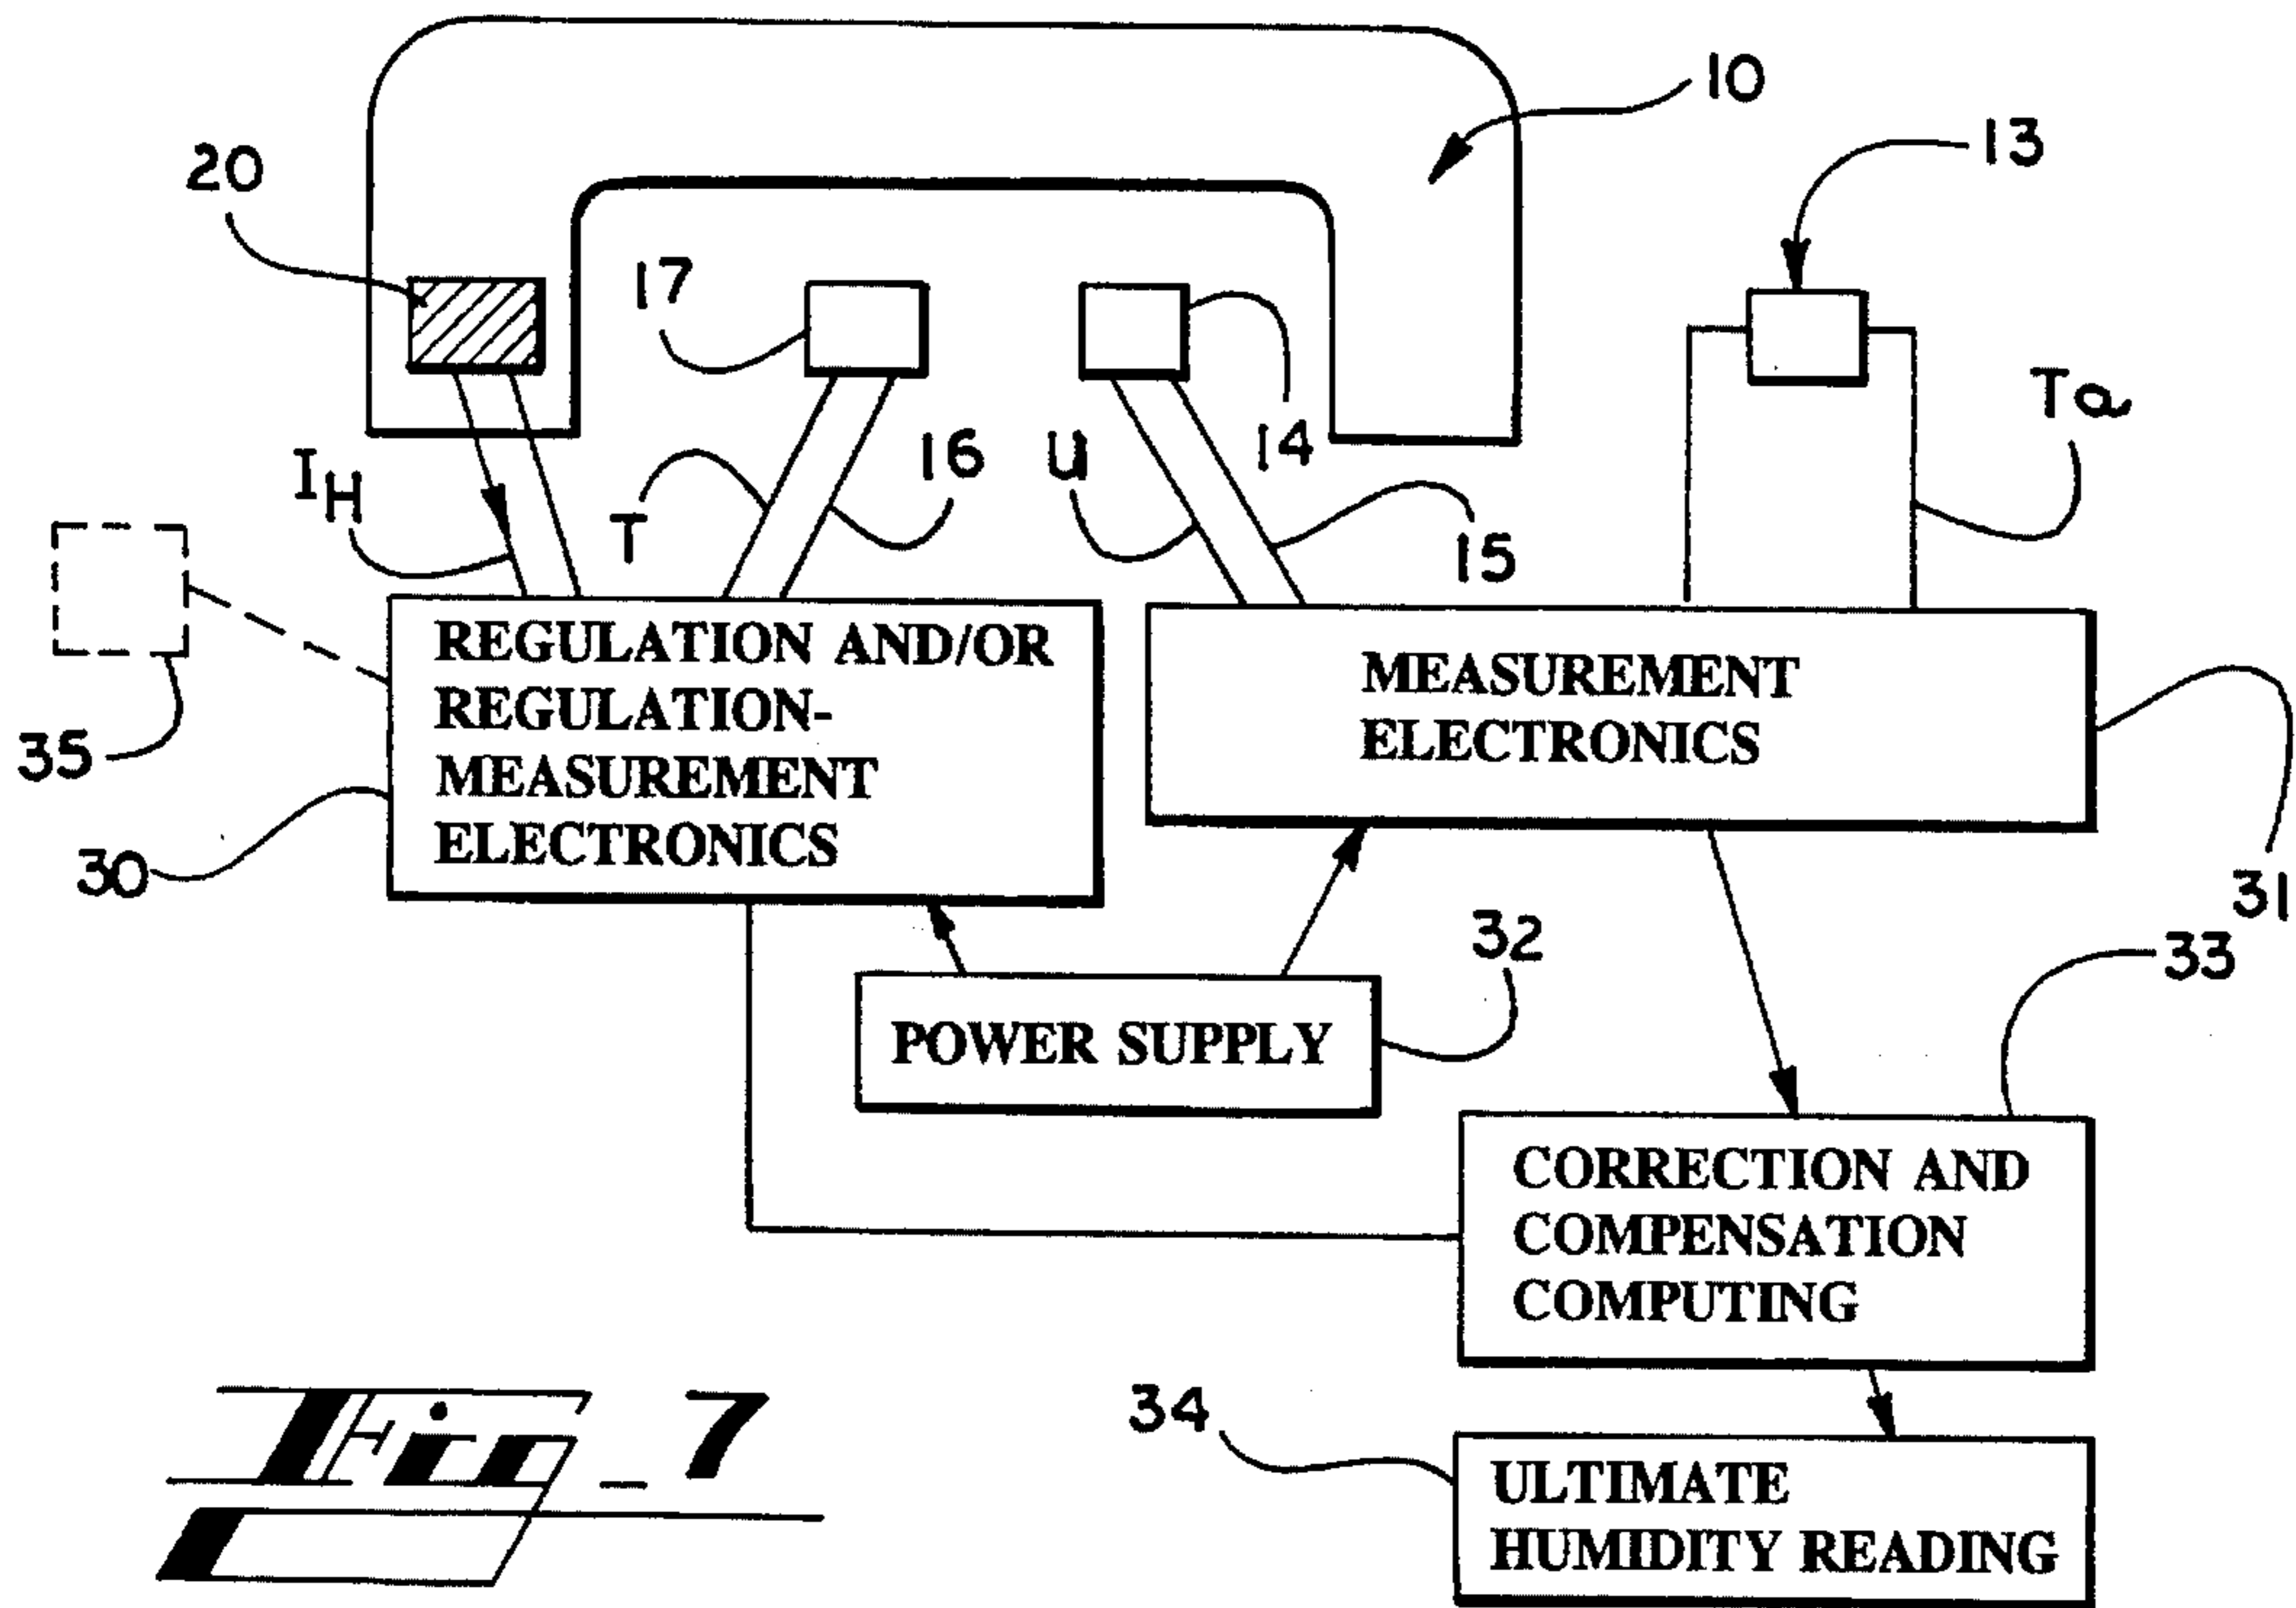 10
13
20
17
14
Ta
16
U
IH
T
15
REGULATION AND/OR
REGULATION-
MEASUREMENT
ELECTRONICS
MEASUREMENT
ELECTRONICS
35
30
31
32
33
POWER SUPPLY
CORRECTION AND
COMPENSATION
COMPUTING
34
ULTIMATE
HUMIDITY READING
Fig_7